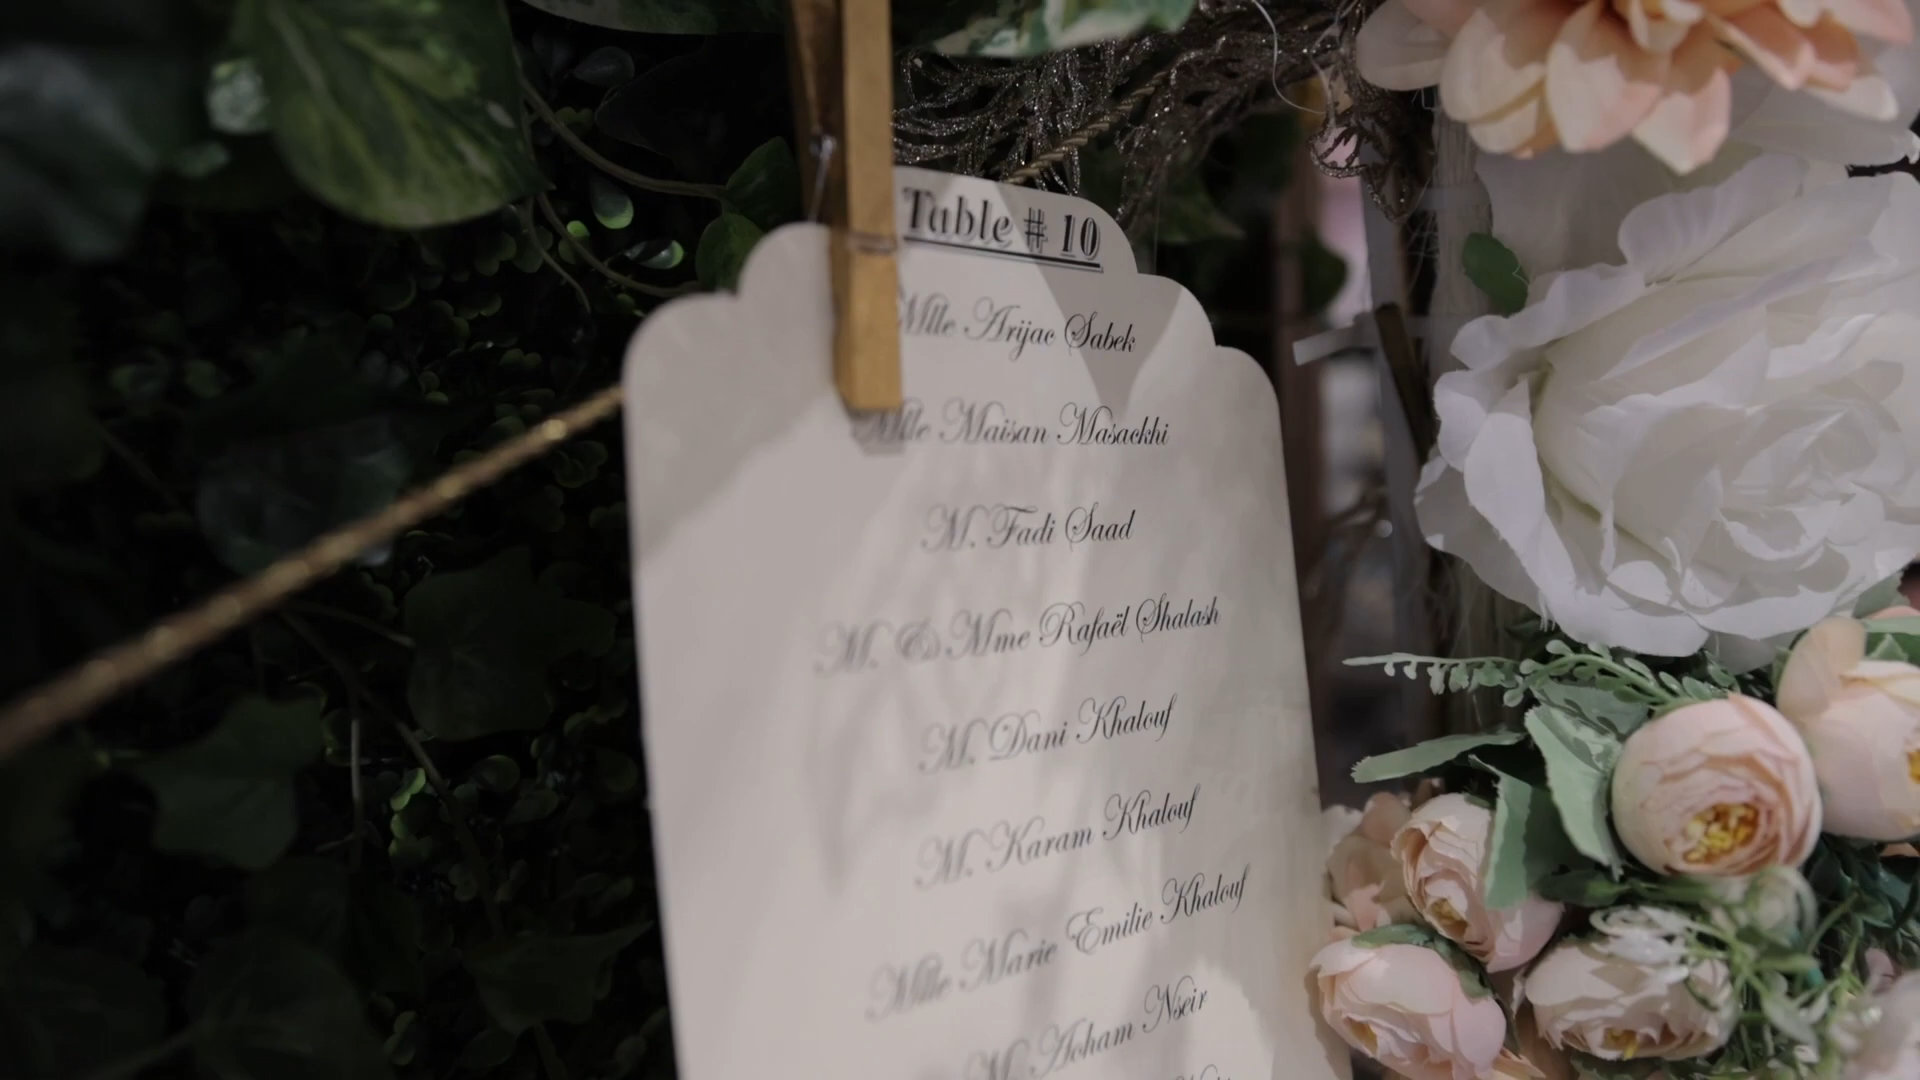 Table # 10
Mlle Arijac Sabek
Mlle Maisan Masackhi
M. Fadi Saad
M. & Mme Rafaël Shalash
M. Dani Khalouf
M. Karam Khalouf
Mlle Marie Emilie Khalouf
M. Aoham Nseir